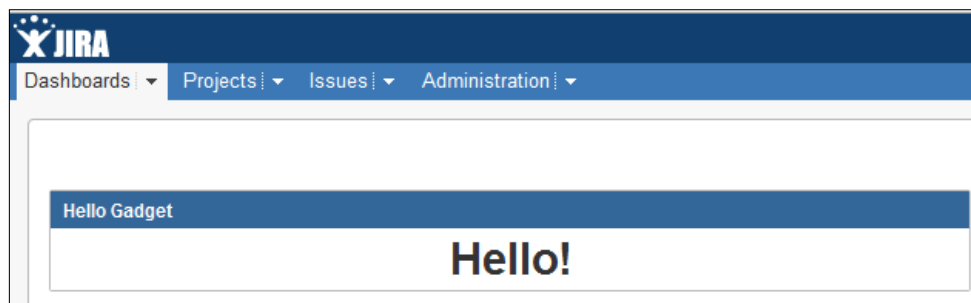 JIRA
Dashboards Projects Issues Administration
Hello Gadget
Hello!